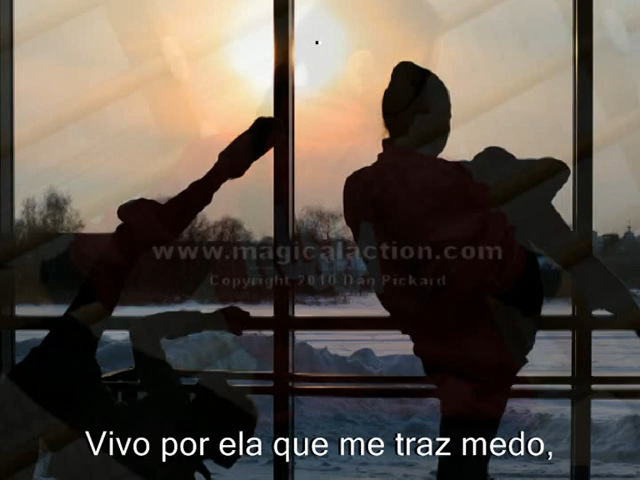 www.magicalaction.com
Copyright 2010 Dan Pickard
Vivo por ela que me traz medo,